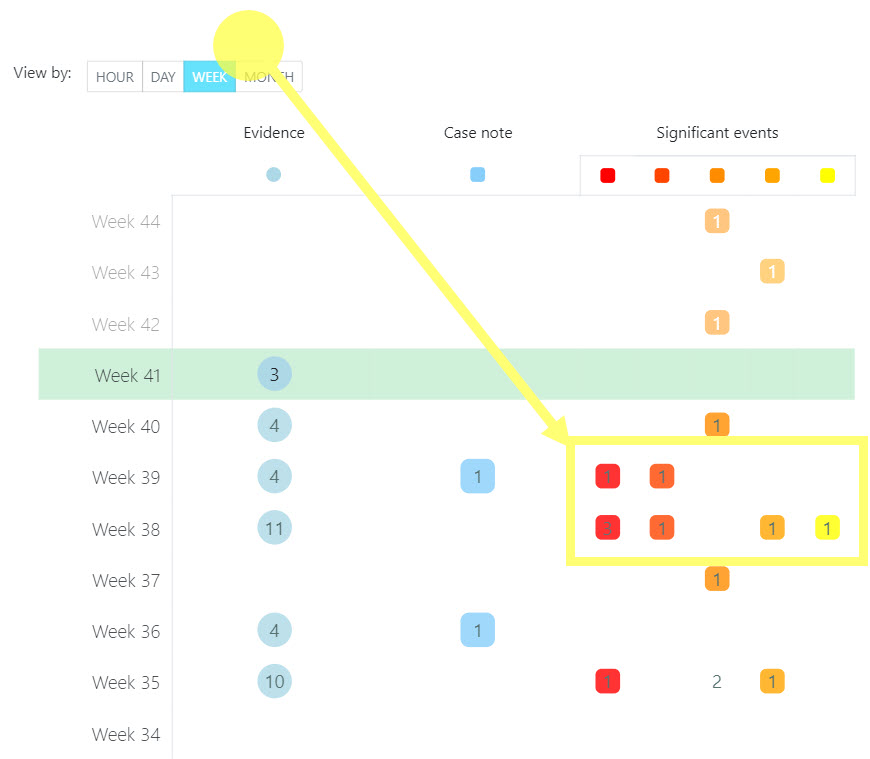 View by: HOUR DAY WEEK MONTH
Evidence Case note Significant events
Week 44 1
Week 43 1
Week 42 1
Week 41 3
Week 40 4 1
Week 39 4 1 1 1
Week 38 11 3 1 1 1
Week 37 1
Week 36 4 1
Week 35 10 1 2 1
Week 34